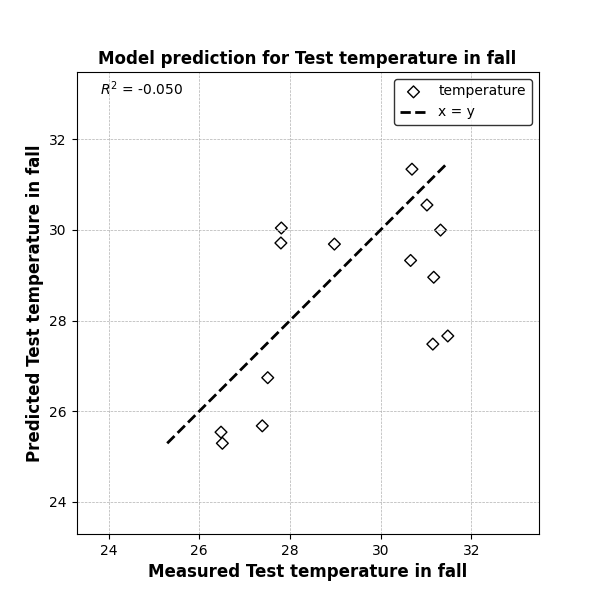 Model prediction for Test temperature in fall
R² = -0.050
temperature
x = y
32
30
28
26
24
Predicted Test temperature in fall
24 26 28 30 32
Measured Test temperature in fall